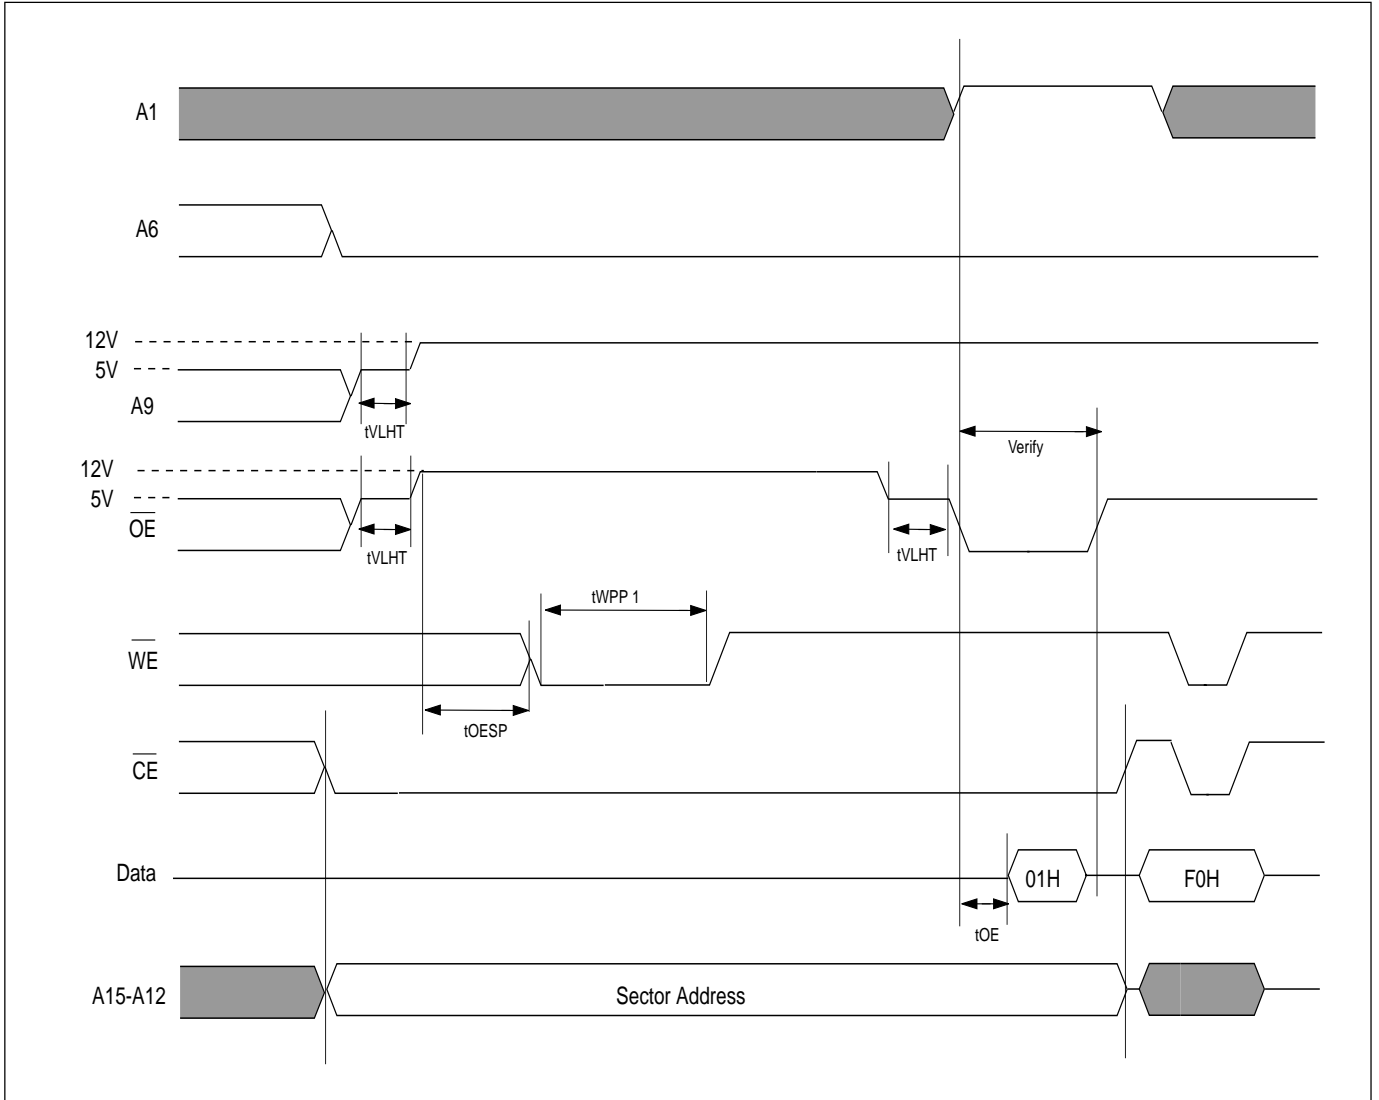 A1
A6
12V
5V
A9
tVLHT
Verify
12V
5V
OE
tVLHT
tVLHT
tWPP 1
WE
tOESP
CE
Data
01H
F0H
tOE
A15-A12
Sector Address